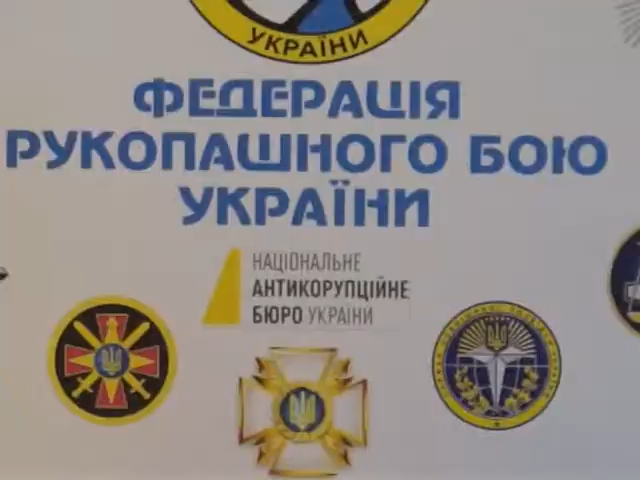 УКРАЇНИ
ФЕДЕРАЦІЯ
РУКОПАШНОГО БОЮ
УКРАЇНИ
НАЦІОНАЛЬНЕ
АНТИКОРУПЦІЙНЕ
БЮРО УКРАЇНИ